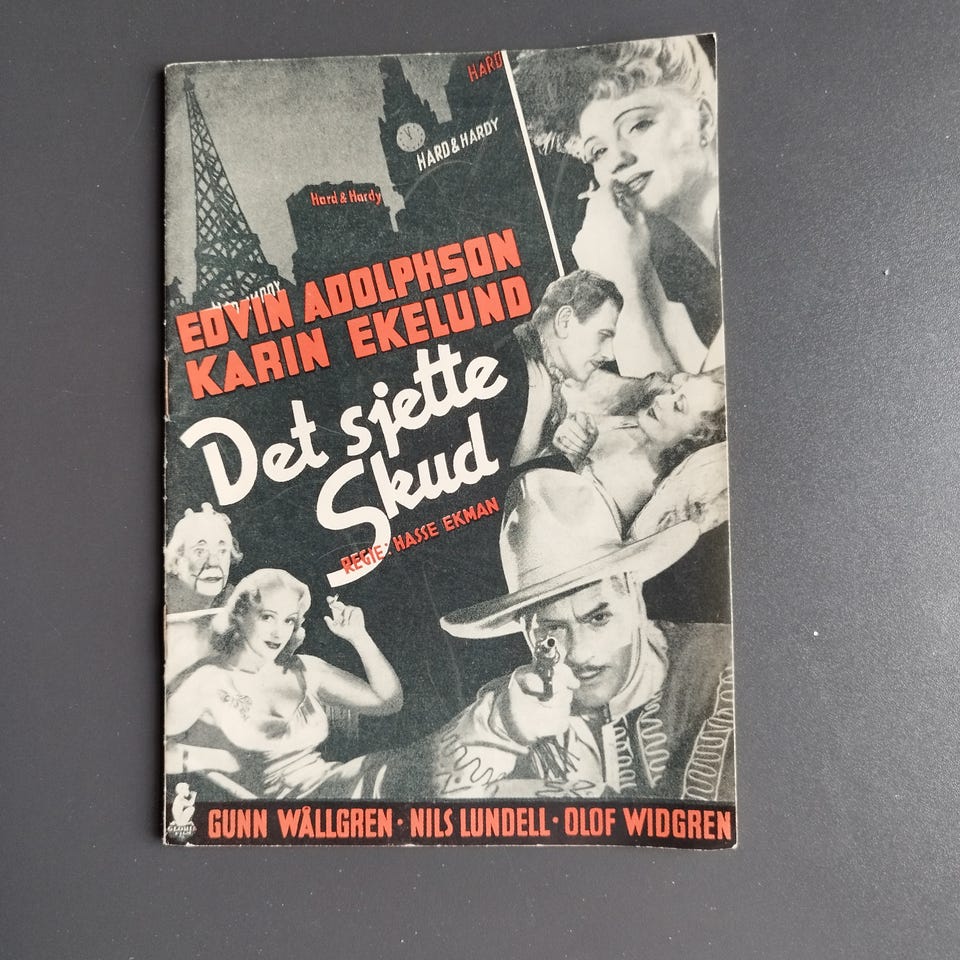 HARD
HARD & HARDY
Hard & Hardy
EDVIN ADOLPHSON
KARIN EKELUND
Det sjette
Skud
REGIE: HASSE EKMAN
GUNN WÅLLGREN · NILS LUNDELL · OLOF WIDGREN